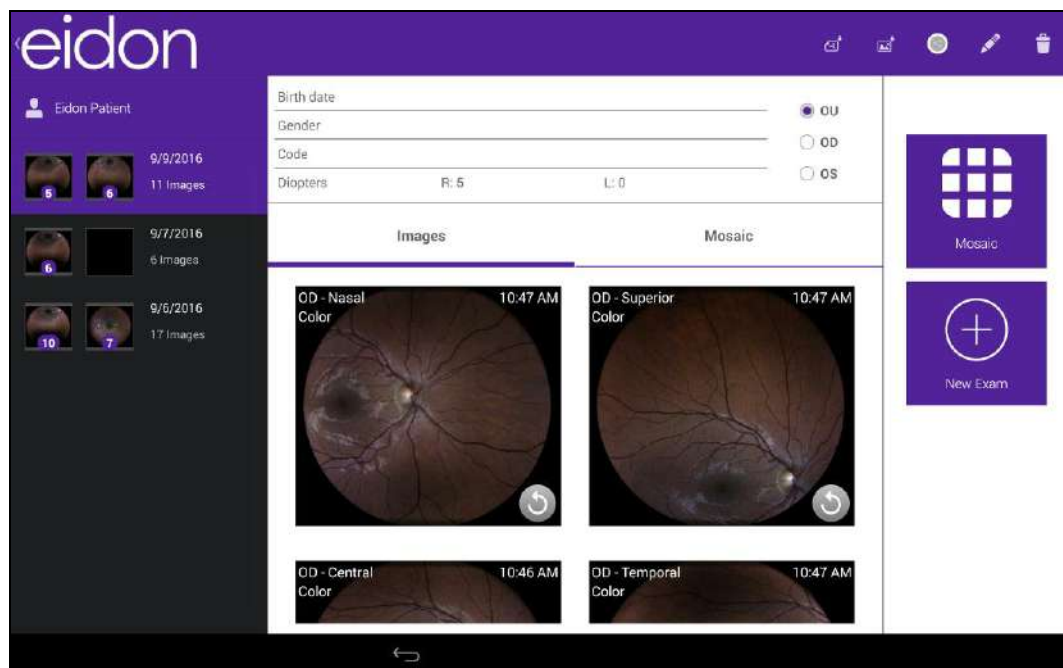 eidon
Eidon Patient
9/9/2016
11 Images
5
6
9/7/2016
6 Images
6
9/6/2016
17 Images
10
7
Birth date
Gender
Code
Diopters R: 5 L: 0
OU
OD
OS
Images Mosaic
OD - Nasal 10:47 AM
Color
OD - Superior 10:47 AM
Color
OD - Central 10:46 AM
Color
OD - Temporal 10:47 AM
Color
Mosaic
New Exam